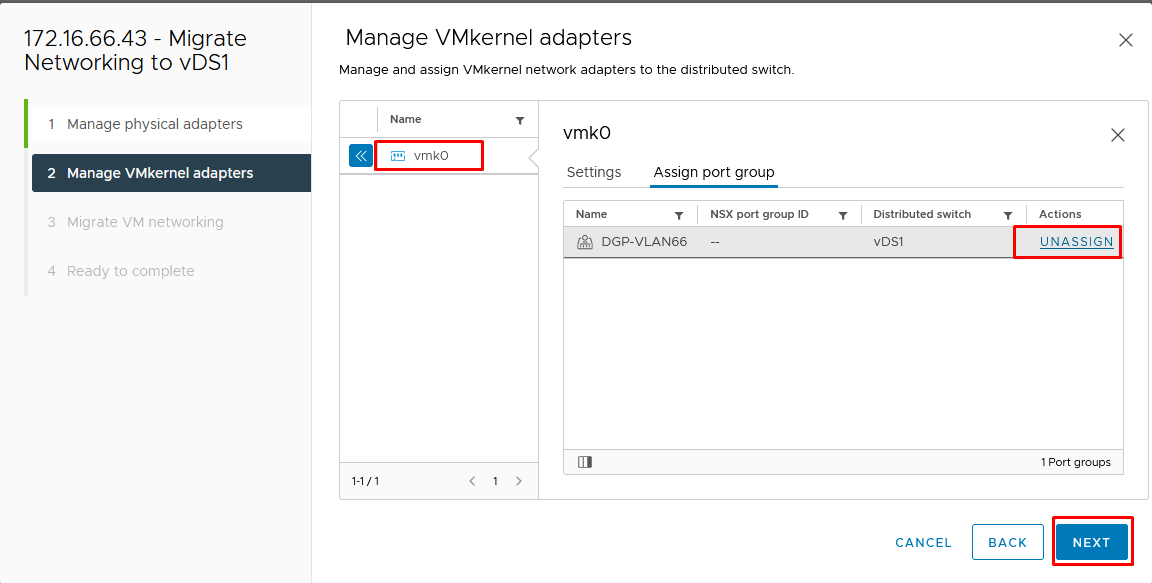 172.16.66.43 - Migrate
Networking to vDS1
1 Manage physical adapters
2 Manage VMkernel adapters
3 Migrate VM networking
4 Ready to complete
Manage VMkernel adapters
Manage and assign VMkernel network adapters to the distributed switch.
Name
vmk0
1-1 / 1
1
vmk0
Settings Assign port group
Name NSX port group ID Distributed switch Actions
DGP-VLAN66 -- vDS1 UNASSIGN
1 Port groups
CANCEL BACK NEXT